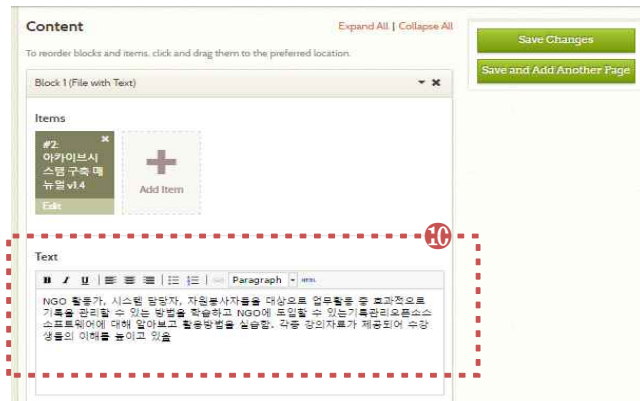 Content
Expand All | Collapse All
Save Changes
Save and Add Another Page
To reorder blocks and items, click and drag them to the preferred location.
Block 1 (File with Text)
Items
#2:
아카이브시
스템 구축 매
뉴얼 v1.4
Edit
Add Item
10
Text
B I U Paragraph HTML
NGO 활동가, 시스템 담당자, 자원봉사자들을 대상으로 업무활동 중 효과적으로
기록을 관리할 수 있는 방법을 학습하고 NGO에 도입할 수 있는기록관리오픈소스
소프트웨어에 대해 알아보고 활용방법을 실습함. 각종 강의자료가 제공되어 수강
생들의 이해를 높이고 있음